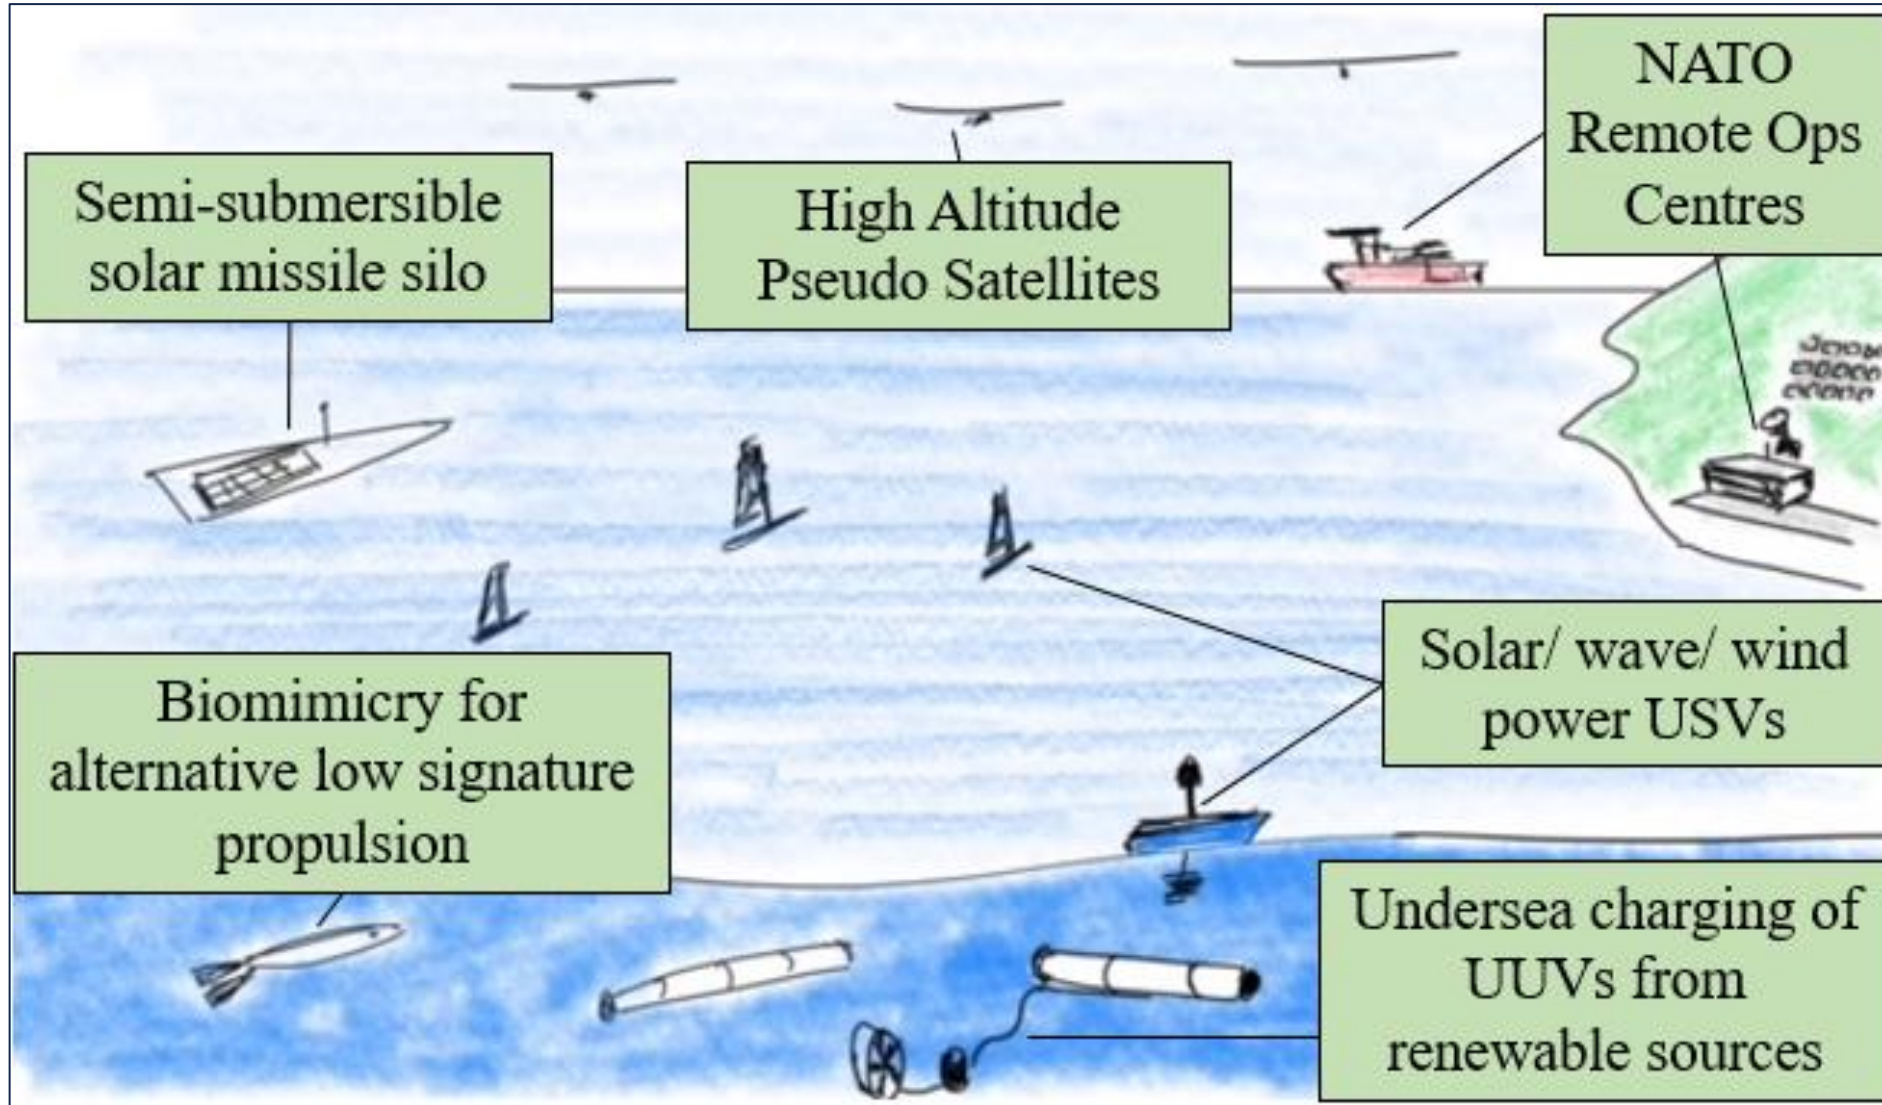 NATO
Remote Ops
Centres
Semi-submersible
solar missile silo
High Altitude
Pseudo Satellites
Solar/ wave/ wind
power USVs
Biomimicry for
alternative low signature
propulsion
Undersea charging of
UUVs from
renewable sources